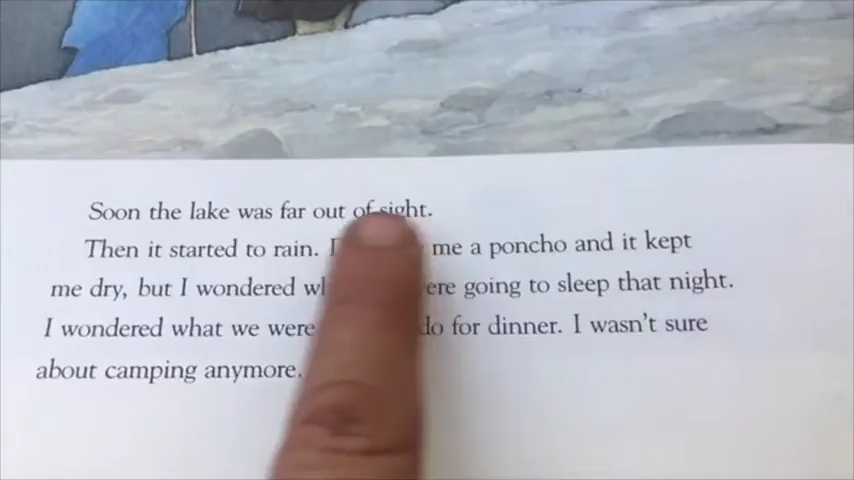 Soon the lake was far out of sight.
Then it started to rain. me a poncho and it kept
me dry, but I wondered going to sleep that night.
I wondered what we were do for dinner. I wasn't sure
about camping anymore.